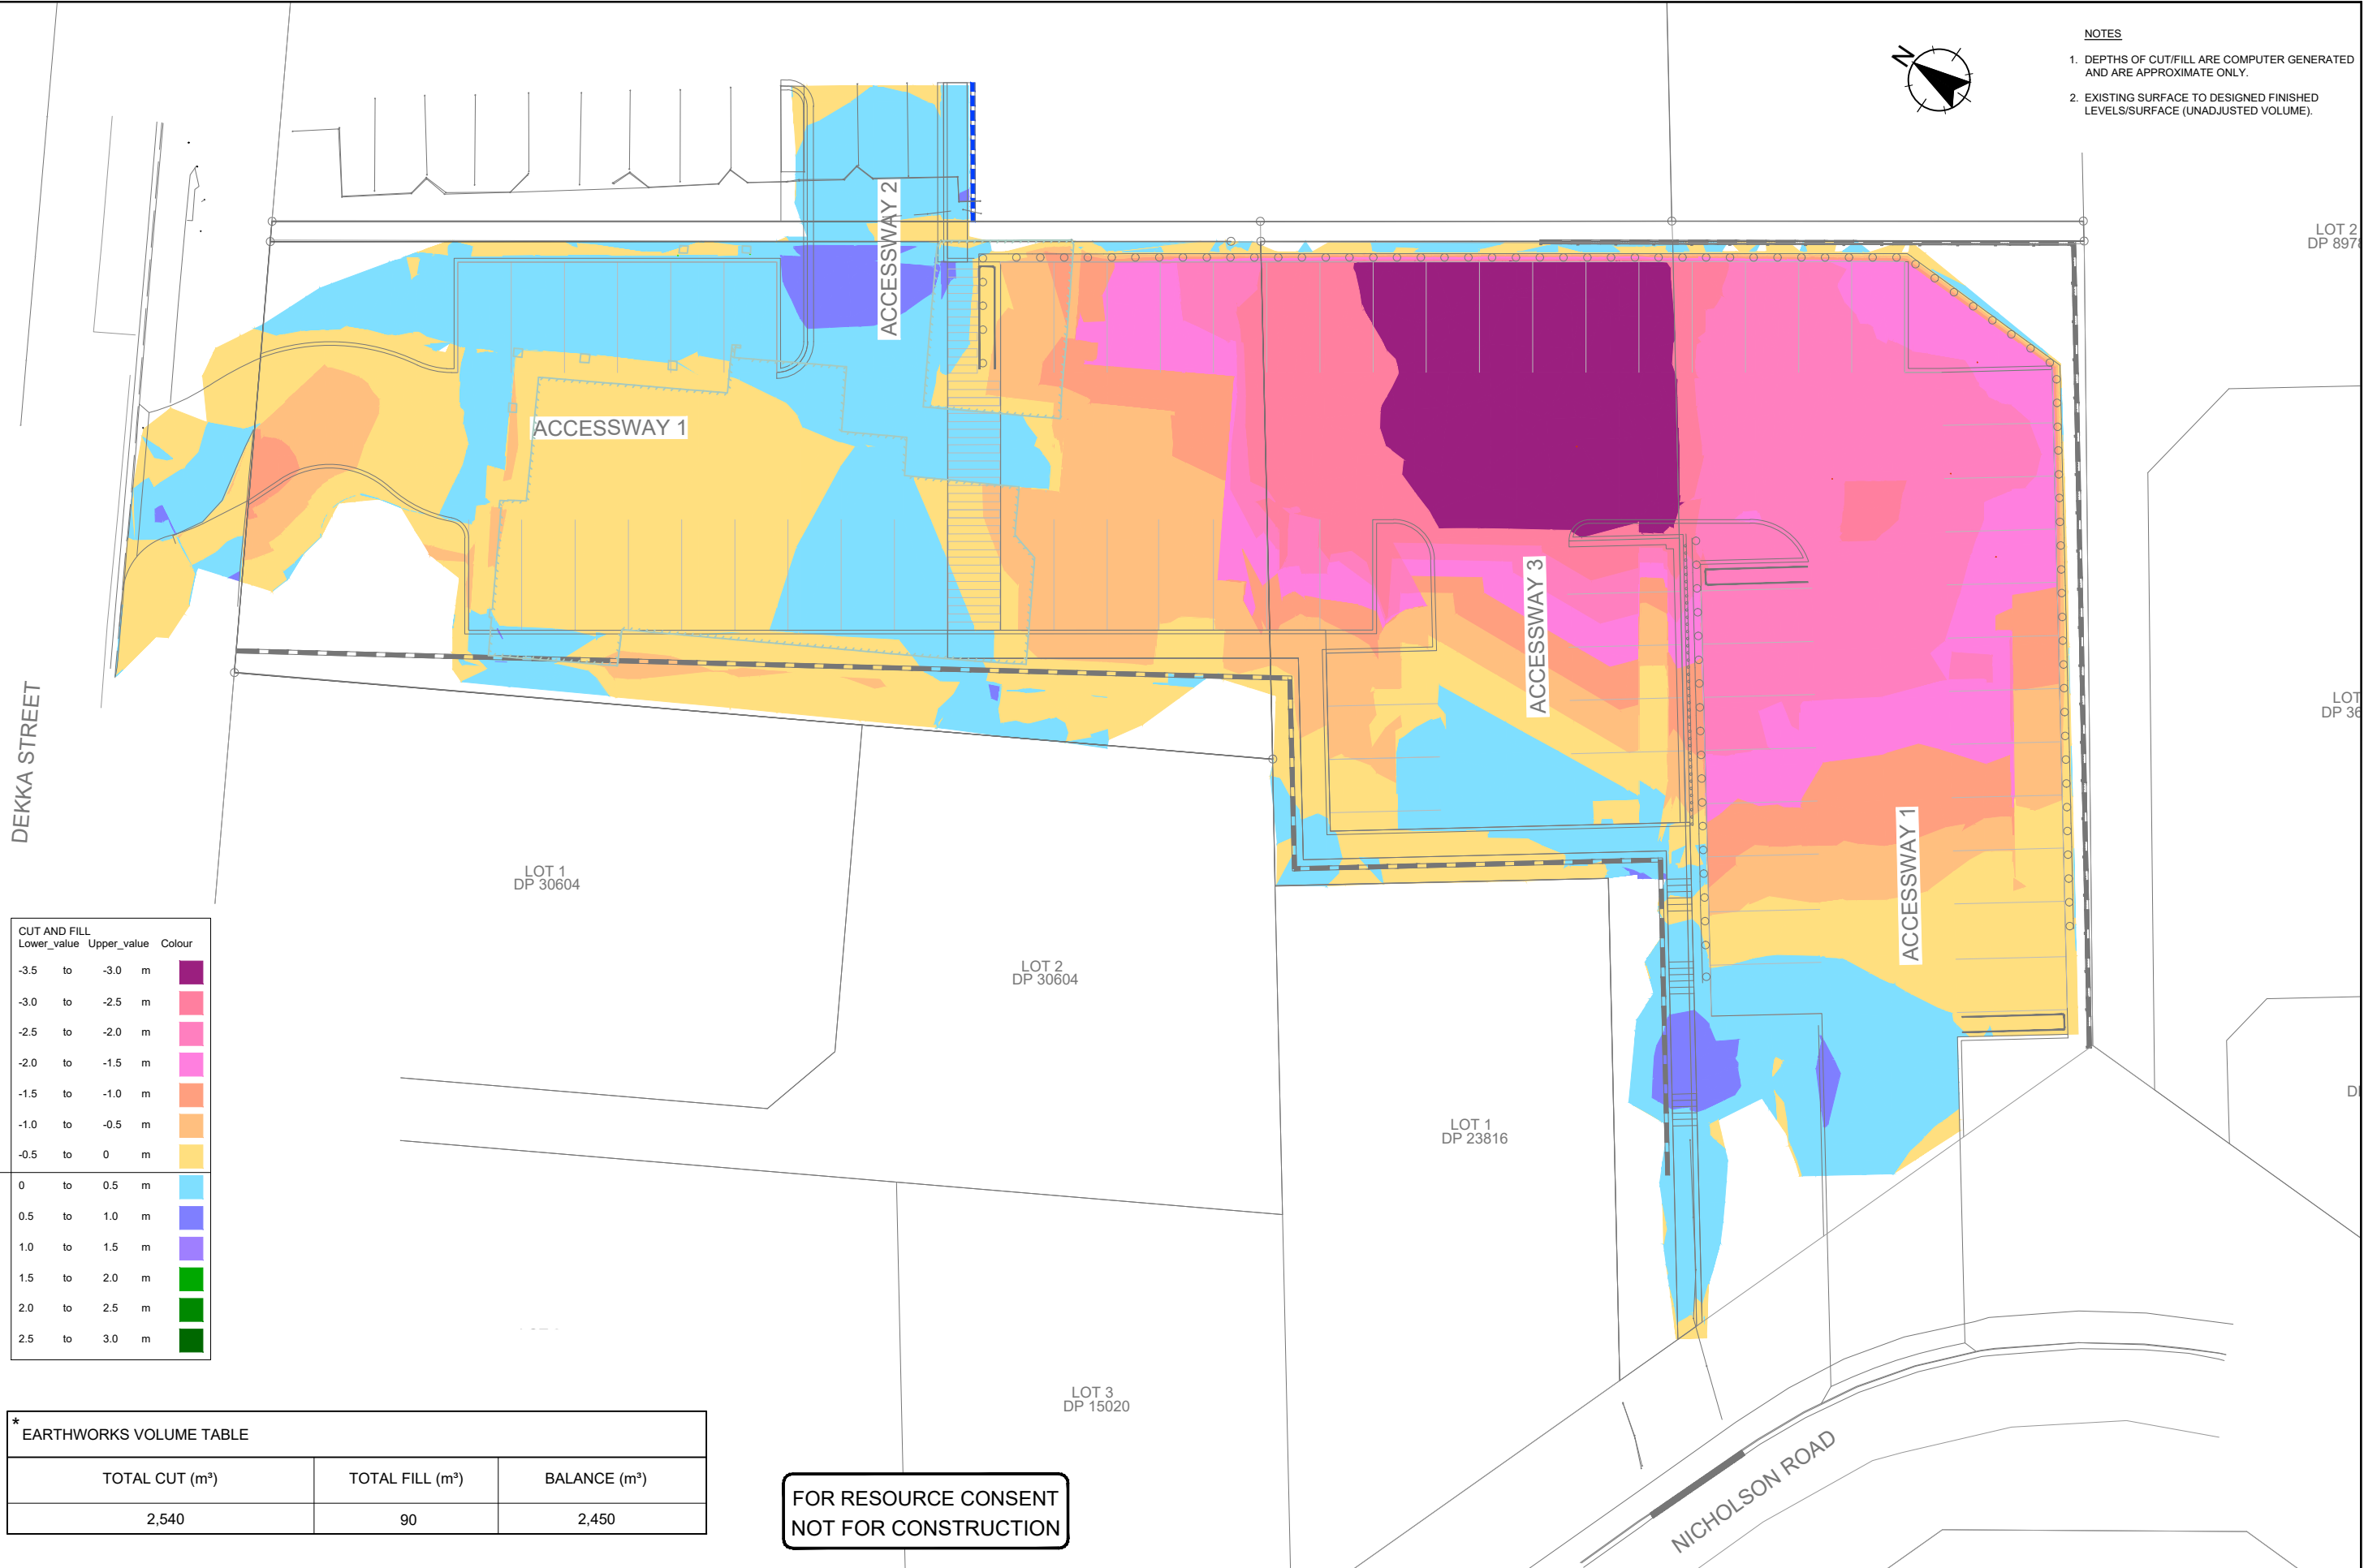 N
NOTES
1. DEPTHS OF CUT/FILL ARE COMPUTER GENERATED
AND ARE APPROXIMATE ONLY.
2. EXISTING SURFACE TO DESIGNED FINISHED
LEVELS/SURFACE (UNADJUSTED VOLUME).
ACCESSWAY 2
LOT 2
DP 8978
ACCESSWAY 1
ACCESSWAY 3
LOT
DP 36
DEKKA STREET
ACCESSWAY 1
LOT 1
DP 30604
LOT 2
DP 30604
LOT 1
DP 23816
LOT 3
DP 15020
NICHOLSON ROAD
CUT AND FILL
Lower_value Upper_value Colour
-3.5 to -3.0 m
-3.0 to -2.5 m
-2.5 to -2.0 m
-2.0 to -1.5 m
-1.5 to -1.0 m
-1.0 to -0.5 m
-0.5 to 0 m
0 to 0.5 m
0.5 to 1.0 m
1.0 to 1.5 m
1.5 to 2.0 m
2.0 to 2.5 m
2.5 to 3.0 m
* EARTHWORKS VOLUME TABLE
TOTAL CUT (m³) TOTAL FILL (m³) BALANCE (m³)
2,540 90 2,450
FOR RESOURCE CONSENT
NOT FOR CONSTRUCTION